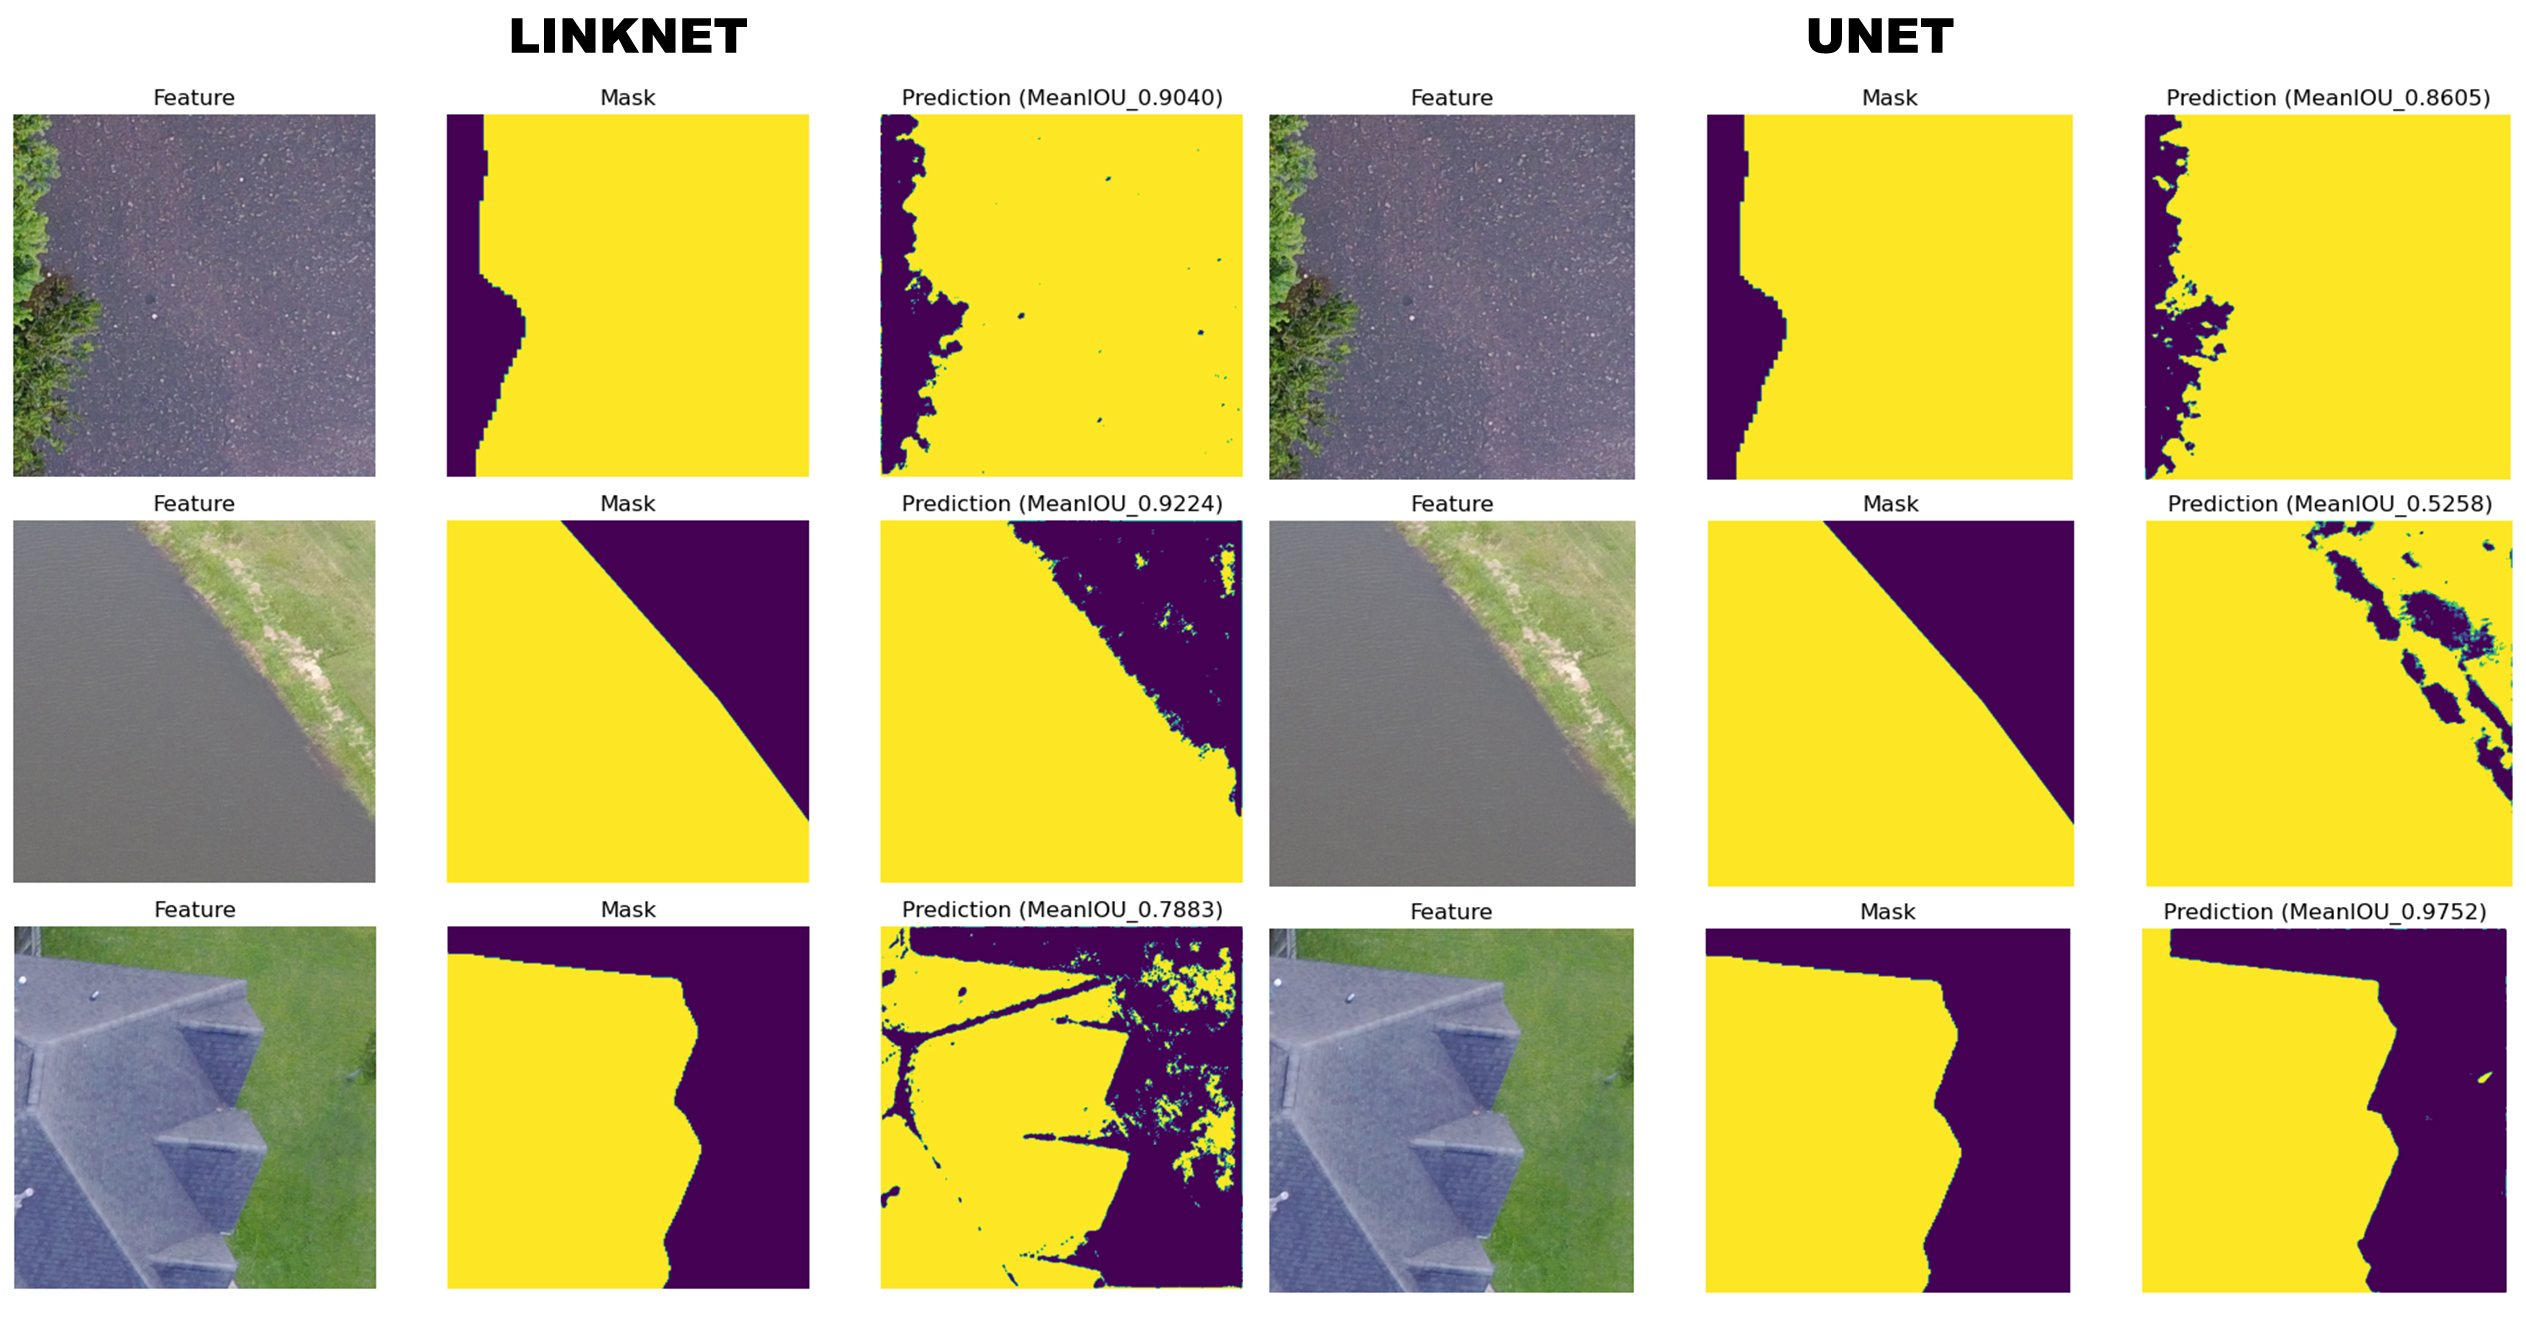 LINKNET UNET
Feature Mask Prediction (MeanIOU_0.9040) Feature Mask Prediction (MeanIOU_0.8605)
Feature Mask Prediction (MeanIOU_0.9224) Feature Mask Prediction (MeanIOU_0.5258)
Feature Mask Prediction (MeanIOU_0.7883) Feature Mask Prediction (MeanIOU_0.9752)